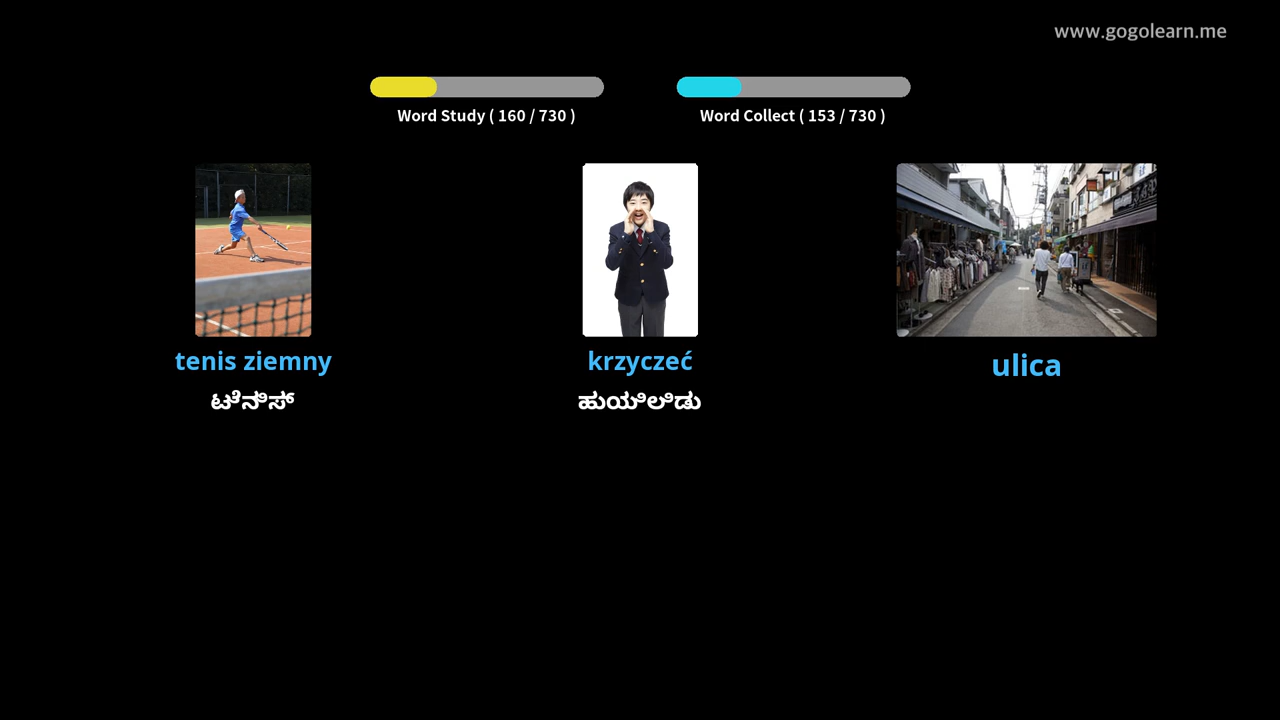 www.gogolearn.me
Word Study ( 160 / 730 )
Word Collect ( 153 / 730 )
tenis ziemny
krzyczeć
ulica
ಟೆನಿಸ್
ಹುಯಿಲಿಡು